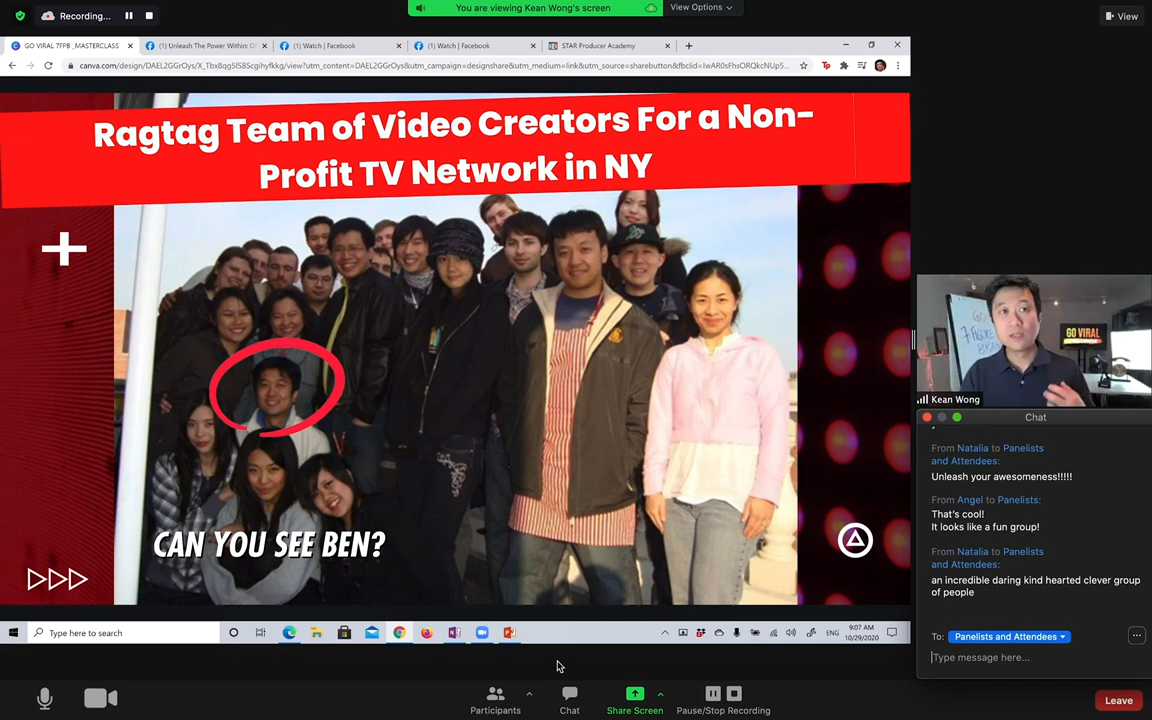 Recording...
You are viewing Kean Wong's screen
View Options
View
GO VIRAL 7FPB _MASTERCLASS
(1) Unleash The Power Within: Of
(1) Watch | Facebook
(1) Watch | Facebook
STAR Producer Academy
Ragtag Team of Video Creators For a Non-
Profit TV Network in NY
CAN YOU SEE BEN?
GO VIRAL
Kean Wong
Chat
From Natalia to Panelists
and Attendees:
Unleash your awesomeness!!!!!
From Angel to Panelists:
That's cool!
It looks like a fun group!
From Natalia to Panelists
and Attendees:
an incredible daring kind hearted clever group
of people
To: Panelists and Attendees
Type message here...
Type here to search
ENG
9:07 AM
10/29/2020
Participants
Chat
Share Screen
Pause/Stop Recording
Leave